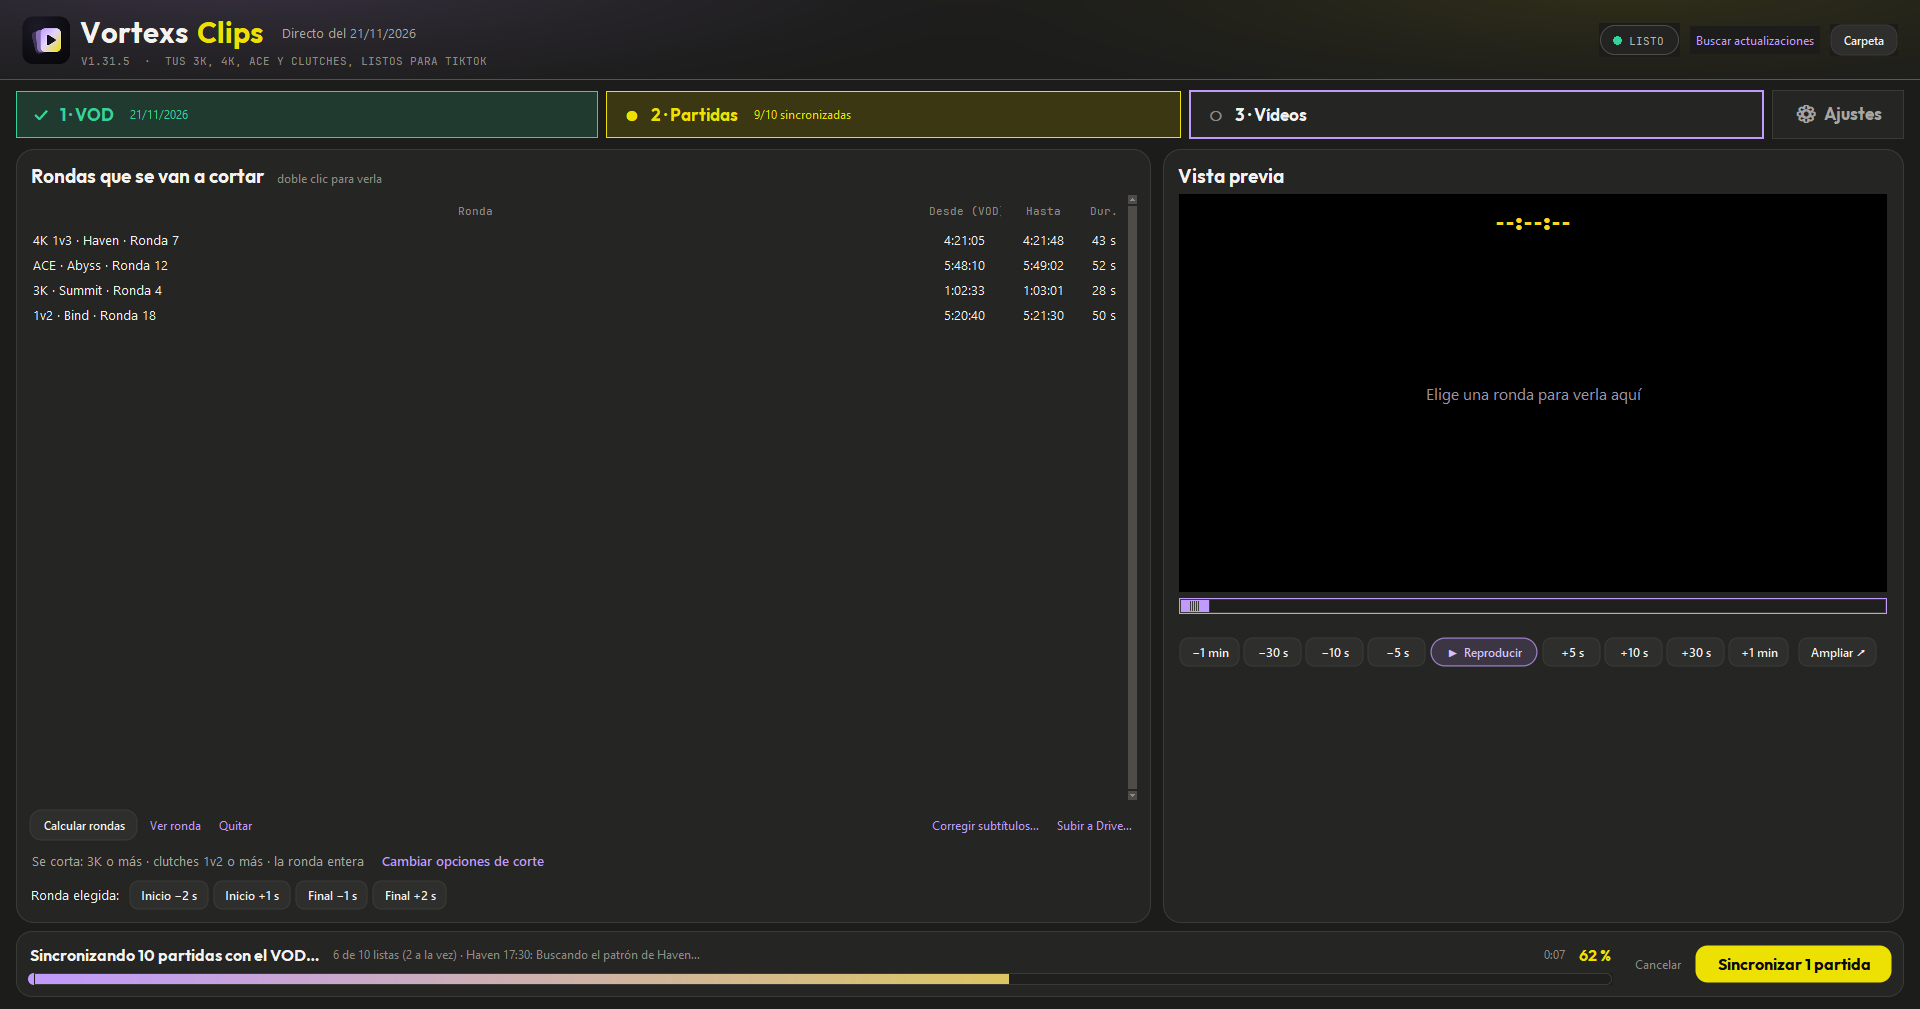 Vortexs Clips
Directo del 21/11/2026
V1.31.5 · TUS 3K, 4K, ACE Y CLUTCHES, LISTOS PARA TIKTOK
LISTO
Buscar actualizaciones
Carpeta
1·VOD 21/11/2026
2·Partidas 9/10 sincronizadas
3·Vídeos
Ajustes
Rondas que se van a cortar doble clic para verla
Ronda Desde (VOD) Hasta Dur.
4K 1v3 · Haven · Ronda 7 4:21:05 4:21:48 43 s
ACE · Abyss · Ronda 12 5:48:10 5:49:02 52 s
3K · Summit · Ronda 4 1:02:33 1:03:01 28 s
1v2 · Bind · Ronda 18 5:20:40 5:21:30 50 s
Calcular rondas Ver ronda Quitar Corregir subtítulos... Subir a Drive...
Se corta: 3K o más · clutches 1v2 o más · la ronda entera Cambiar opciones de corte
Ronda elegida: Inicio −2 s Inicio +1 s Final −1 s Final +2 s
Vista previa
--:--:--
Elige una ronda para verla aquí
−1 min −30 s −10 s −5 s ► Reproducir +5 s +10 s +30 s +1 min Ampliar ↗
Sincronizando 10 partidas con el VOD... 6 de 10 listas (2 a la vez) · Haven 17:30: Buscando el patrón de Haven... 0:07 62 %
Cancelar
Sincronizar 1 partida